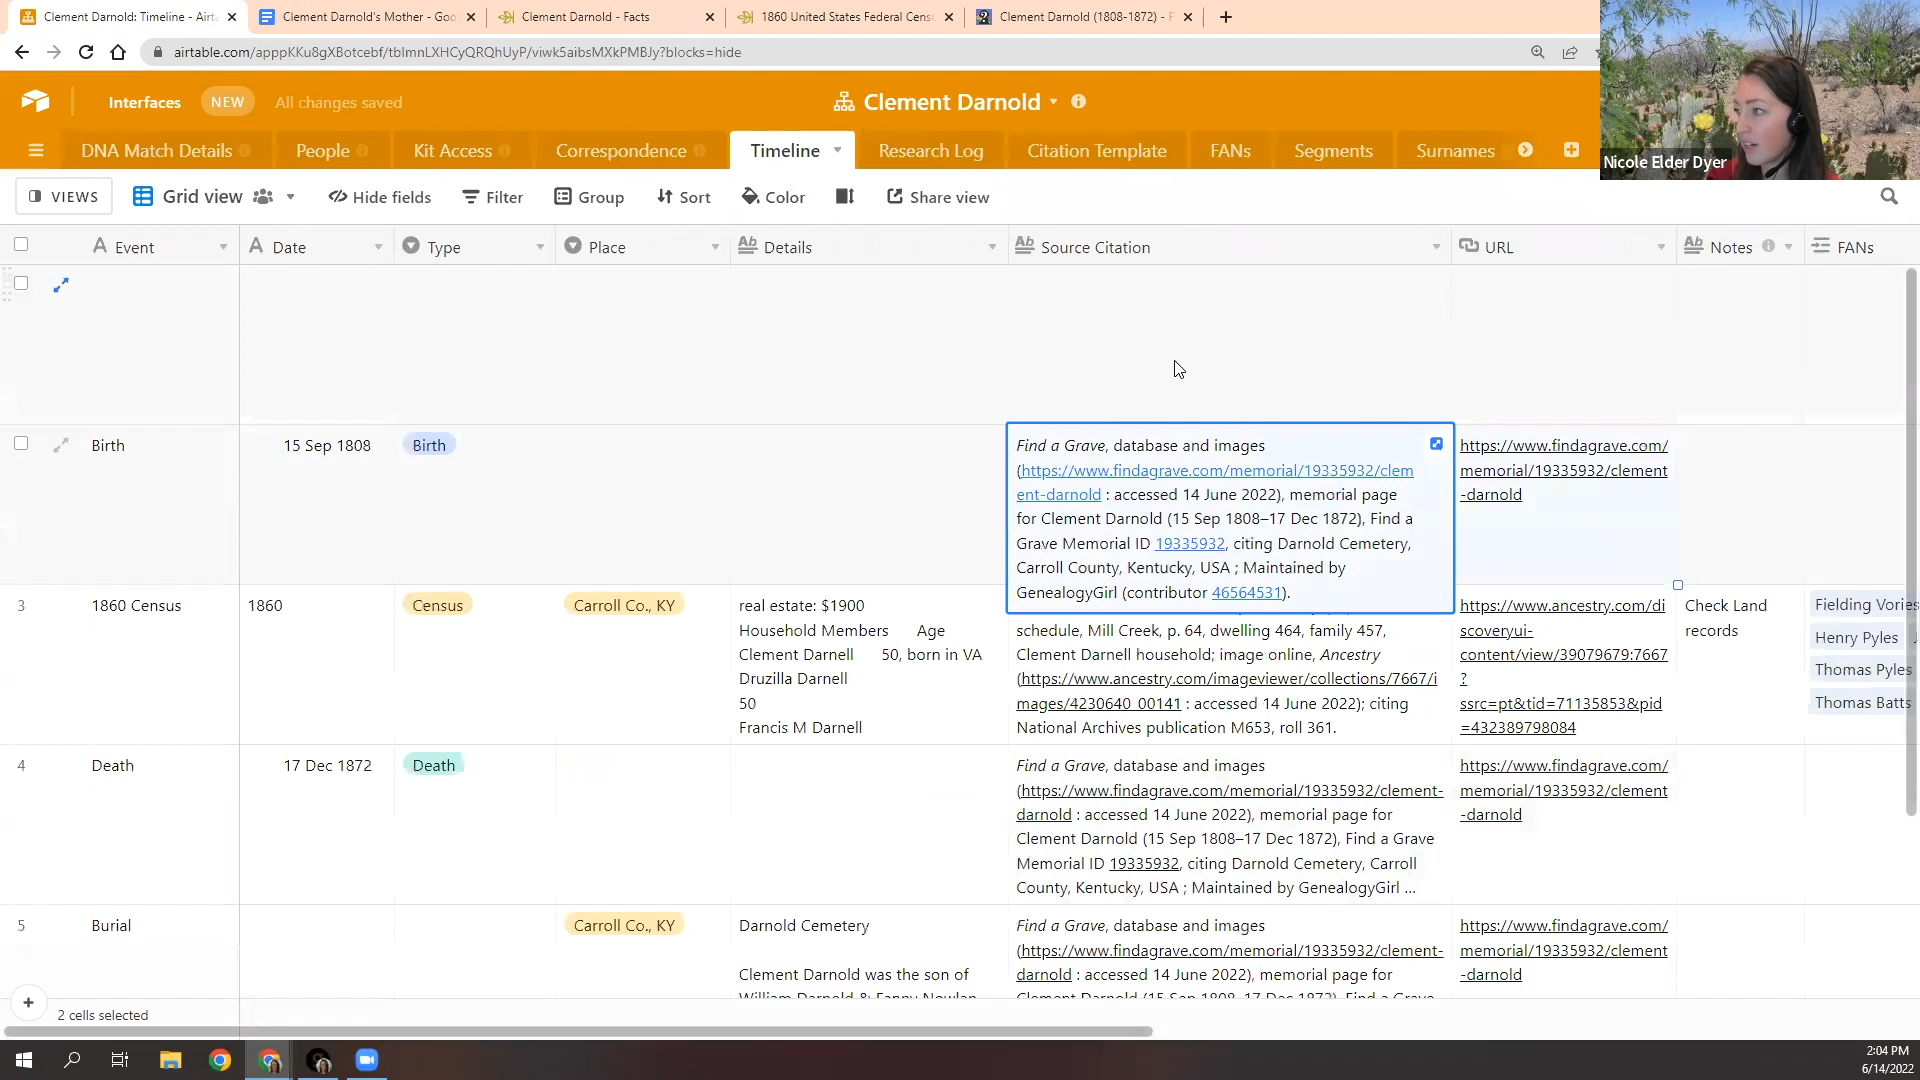 Clement Darnold: Timeline - Airt
Clement Darnold's Mother - Goo
Clement Darnold - Facts
1860 United States Federal Censu
Clement Darnold (1808-1872) - F
airtable.com/apppKKu8gXBotcebf/tblmnLXHCyQRQhUyP/viwk5aibsMXkPMBJy?blocks=hide
Interfaces
NEW
All changes saved
Clement Darnold
DNA Match Details
People
Kit Access
Correspondence
Timeline
Research Log
Citation Template
FANs
Segments
Surnames
Nicole Elder Dyer
VIEWS
Grid view
Hide fields
Filter
Group
Sort
Color
Share view
Event
Date
Type
Place
Details
Source Citation
URL
Notes
FANs
Birth
15 Sep 1808
Birth
Find a Grave, database and images
(https://www.findagrave.com/memorial/19335932/clem
ent-darnold : accessed 14 June 2022), memorial page
for Clement Darnold (15 Sep 1808–17 Dec 1872), Find a
Grave Memorial ID 19335932, citing Darnold Cemetery,
Carroll County, Kentucky, USA ; Maintained by
GenealogyGirl (contributor 46564531).
https://www.findagrave.com/
memorial/19335932/clement
-darnold
3
1860 Census
1860
Census
Carroll Co., KY
real estate: $1900
Household Members Age
Clement Darnell 50, born in VA
Druzilla Darnell
50
Francis M Darnell
schedule, Mill Creek, p. 64, dwelling 464, family 457,
Clement Darnell household; image online, Ancestry
(https://www.ancestry.com/imageviewer/collections/7667/i
mages/4230640_00141 : accessed 14 June 2022); citing
National Archives publication M653, roll 361.
https://www.ancestry.com/di
scoveryui-
content/view/39079679:7667
?
ssrc=pt&tid=71135853&pid
=432389798084
Check Land
records
Fielding Vories
Henry Pyles
Thomas Pyles
Thomas Batts
4
Death
17 Dec 1872
Death
Find a Grave, database and images
(https://www.findagrave.com/memorial/19335932/clement-
darnold : accessed 14 June 2022), memorial page for
Clement Darnold (15 Sep 1808–17 Dec 1872), Find a Grave
Memorial ID 19335932, citing Darnold Cemetery, Carroll
County, Kentucky, USA ; Maintained by GenealogyGirl ...
https://www.findagrave.com/
memorial/19335932/clement
-darnold
5
Burial
Carroll Co., KY
Darnold Cemetery
Clement Darnold was the son of
William Darnold & Fanny Nowlan
Find a Grave, database and images
(https://www.findagrave.com/memorial/19335932/clement-
darnold : accessed 14 June 2022), memorial page for
Clement Darnold (15 Sep 1808–17 Dec 1872), Find a Grave
https://www.findagrave.com/
memorial/19335932/clement
-darnold
2 cells selected
2:04 PM
6/14/2022